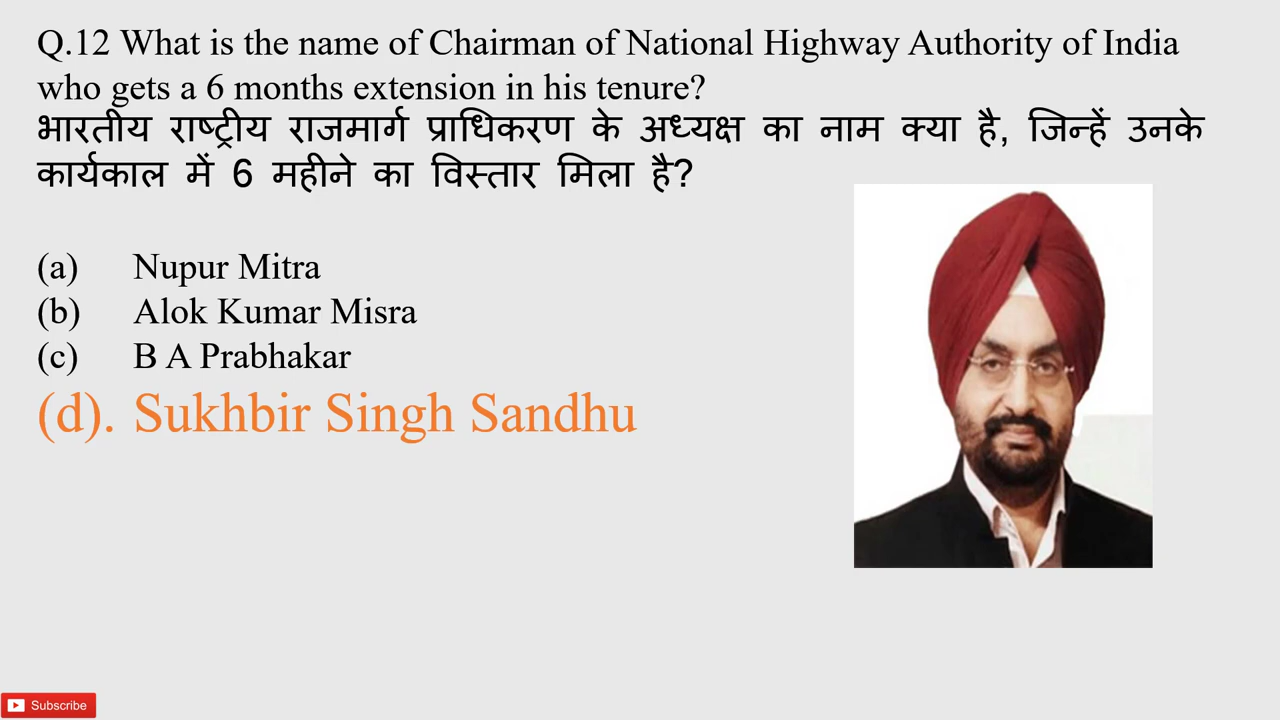 Q.12 What is the name of Chairman of National Highway Authority of India
who gets a 6 months extension in his tenure?
भारतीय राष्ट्रीय राजमार्ग प्राधिकरण के अध्यक्ष का नाम क्या है, जिन्हें उनके
कार्यकाल में 6 महीने का विस्तार मिला है?
(a) Nupur Mitra
(b) Alok Kumar Misra
(c) B A Prabhakar
(d). Sukhbir Singh Sandhu
Subscribe